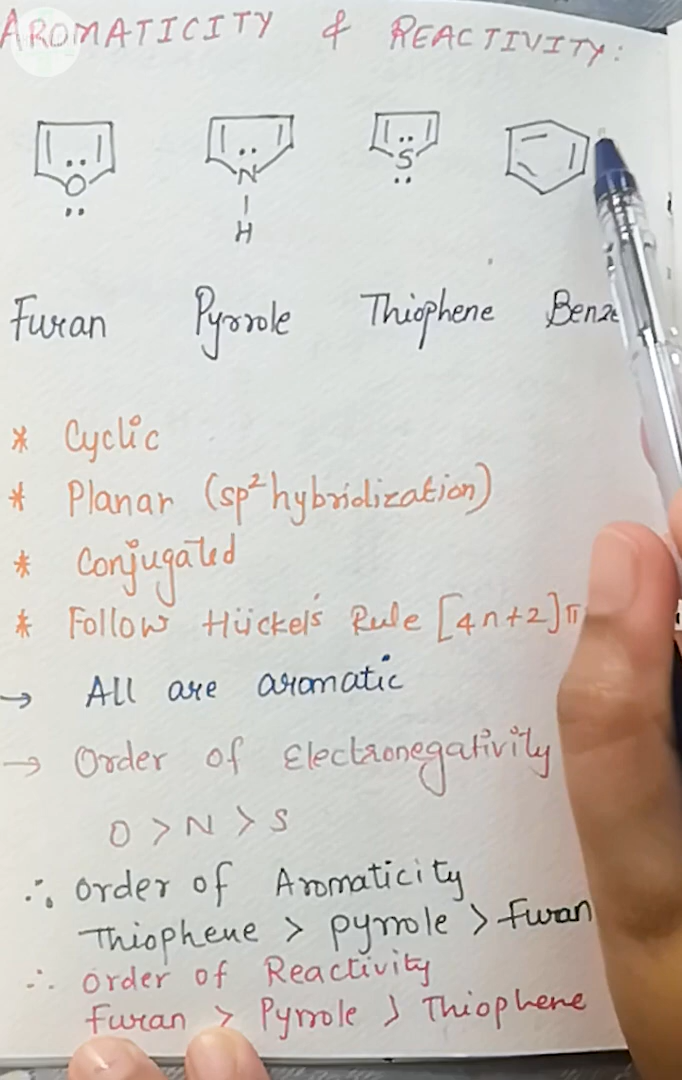 AROMATICITY & REACTIVITY:
O
N
H
S
Furan Pyrrole Thiophene Benze
* Cyclic
* Planar (sp² hybridization)
* Conjugated
* Follow Hückel's Rule [4n+2]π
→ All are aromatic
→ Order of Electronegativity
O > N > S
∴ Order of Aromaticity
Thiophene > pyrrole > Furan
∴ Order of Reactivity
Furan > Pyrrole > Thiophene